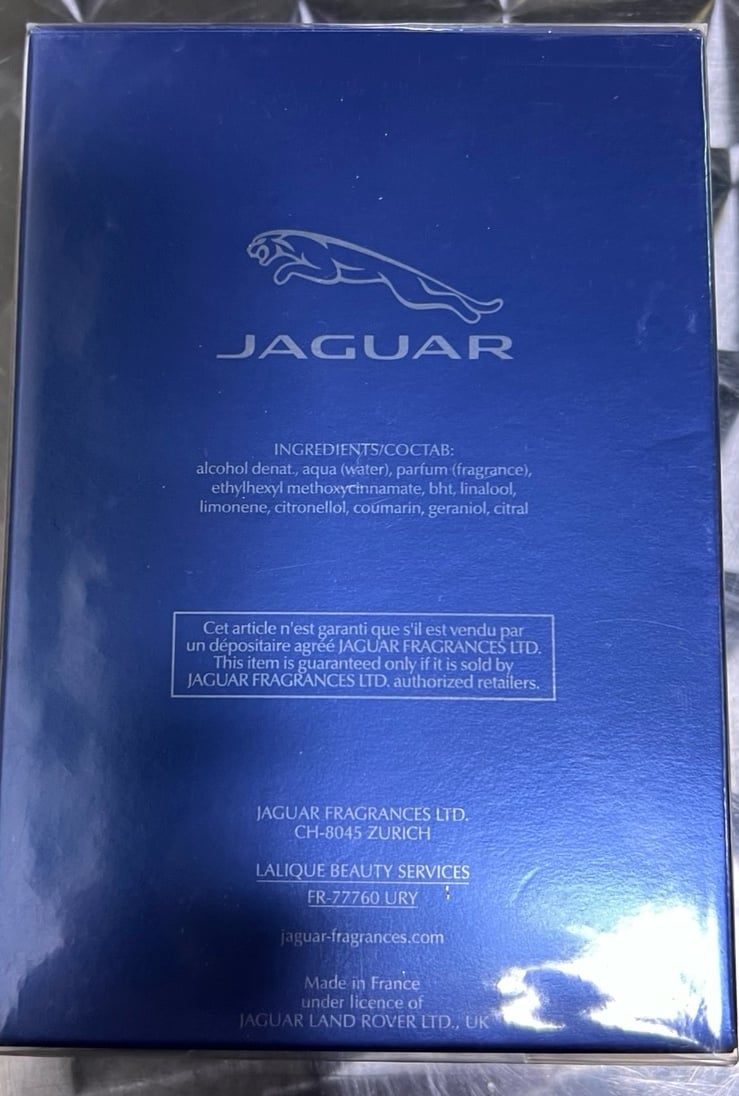 JAGUAR
INGREDIENTS/COCTAB:
alcohol denat., aqua (water), parfum (fragrance),
ethylhexyl methoxycinnamate, bht, linalool,
limonene, citronellol, coumarin, geraniol, citral
Cet article n'est garanti que s'il est vendu par
un dépositaire agréé JAGUAR FRAGRANCES LTD.
This item is guaranteed only if it is sold by
JAGUAR FRAGRANCES LTD. authorized retailers.
JAGUAR FRAGRANCES LTD.
CH-8045 ZURICH
LALIQUE BEAUTY SERVICES
FR-77760 URY
jaguar-fragrances.com
Made in France
under licence of
JAGUAR LAND ROVER LTD., UK